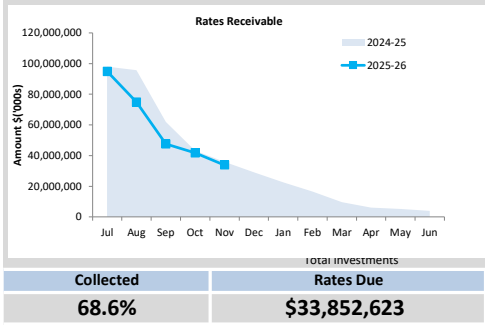 Rates Receivable
120,000,000
100,000,000
80,000,000
60,000,000
40,000,000
20,000,000
0
Amount $('000s)
2024-25
2025-26
Jul Aug Sep Oct Nov Dec Jan Feb Mar Apr May Jun
Total Investments
Collected Rates Due
68.6% $33,852,623